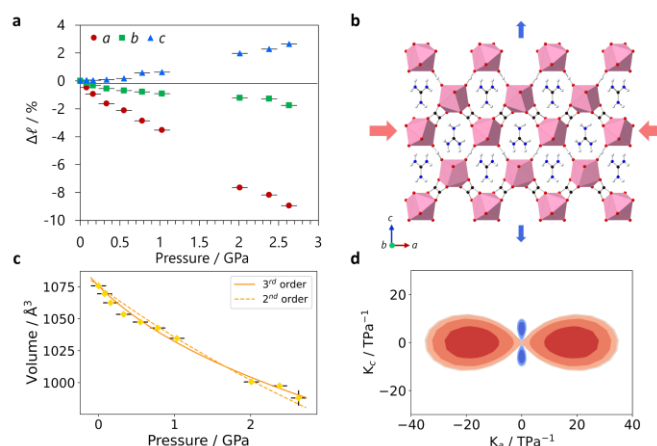 a
b
a b c
8
6
4
2
0
-2
-4
-6
-8
-10
Δℓ / %
0 0.5 1 1.5 2 2.5 3
Pressure / GPa
c
b a
c
3rd order
2nd order
1075
1050
1025
1000
Volume / Å3
0 1 2
Pressure / GPa
d
20
10
0
−10
−20
Kc / TPa−1
−40 −20 0 20 40
Ka / TPa−1